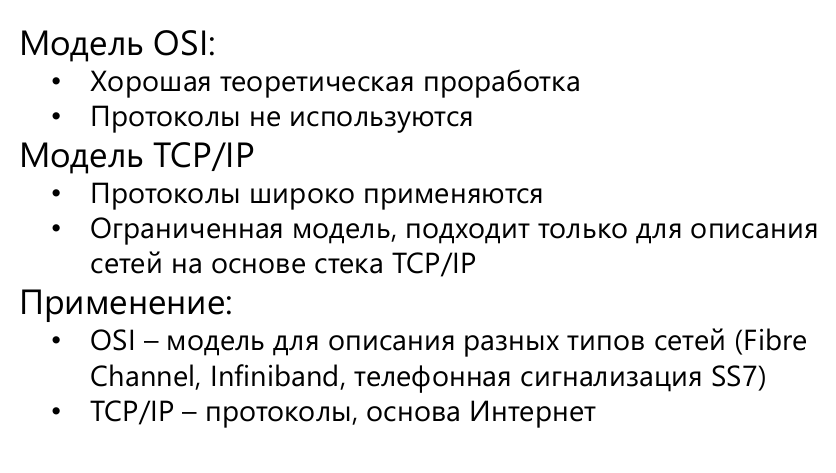 Модель OSI:
• Хорошая теоретическая проработка
• Протоколы не используются
Модель TCP/IP
• Протоколы широко применяются
• Ограниченная модель, подходит только для описания
сетей на основе стека TCP/IP
Применение:
• OSI – модель для описания разных типов сетей (Fibre
Channel, Infiniband, телефонная сигнализация SS7)
• TCP/IP – протоколы, основа Интернет